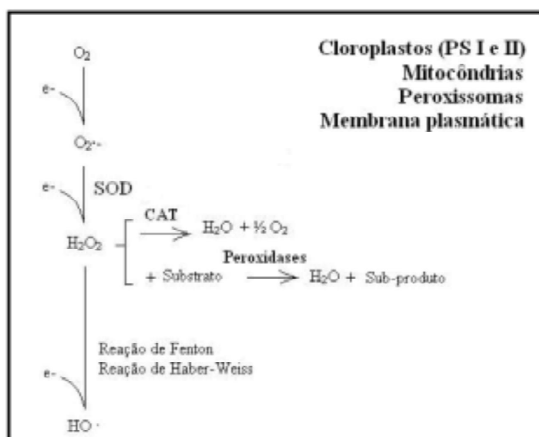 Cloroplastos (PS I e II)
Mitocôndrias
Peroxissomas
Membrana plasmática
O₂
e-
O₂·-
e-
SOD
H₂O₂
CAT
H₂O + ½ O₂
+ Substrato
Peroxidases
H₂O + Sub-produto
Reação de Fenton
Reação de Haber-Weiss
e-
HO ·